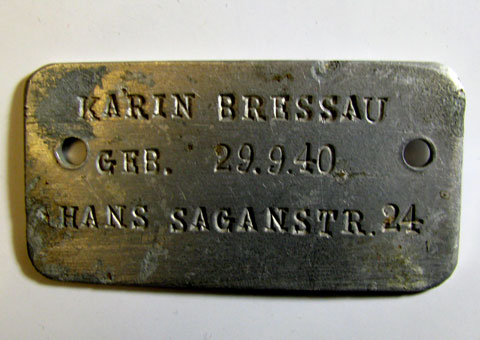 KARIN BRESSAU
GEB. 29.9.40
HANS SAGANSTR. 24